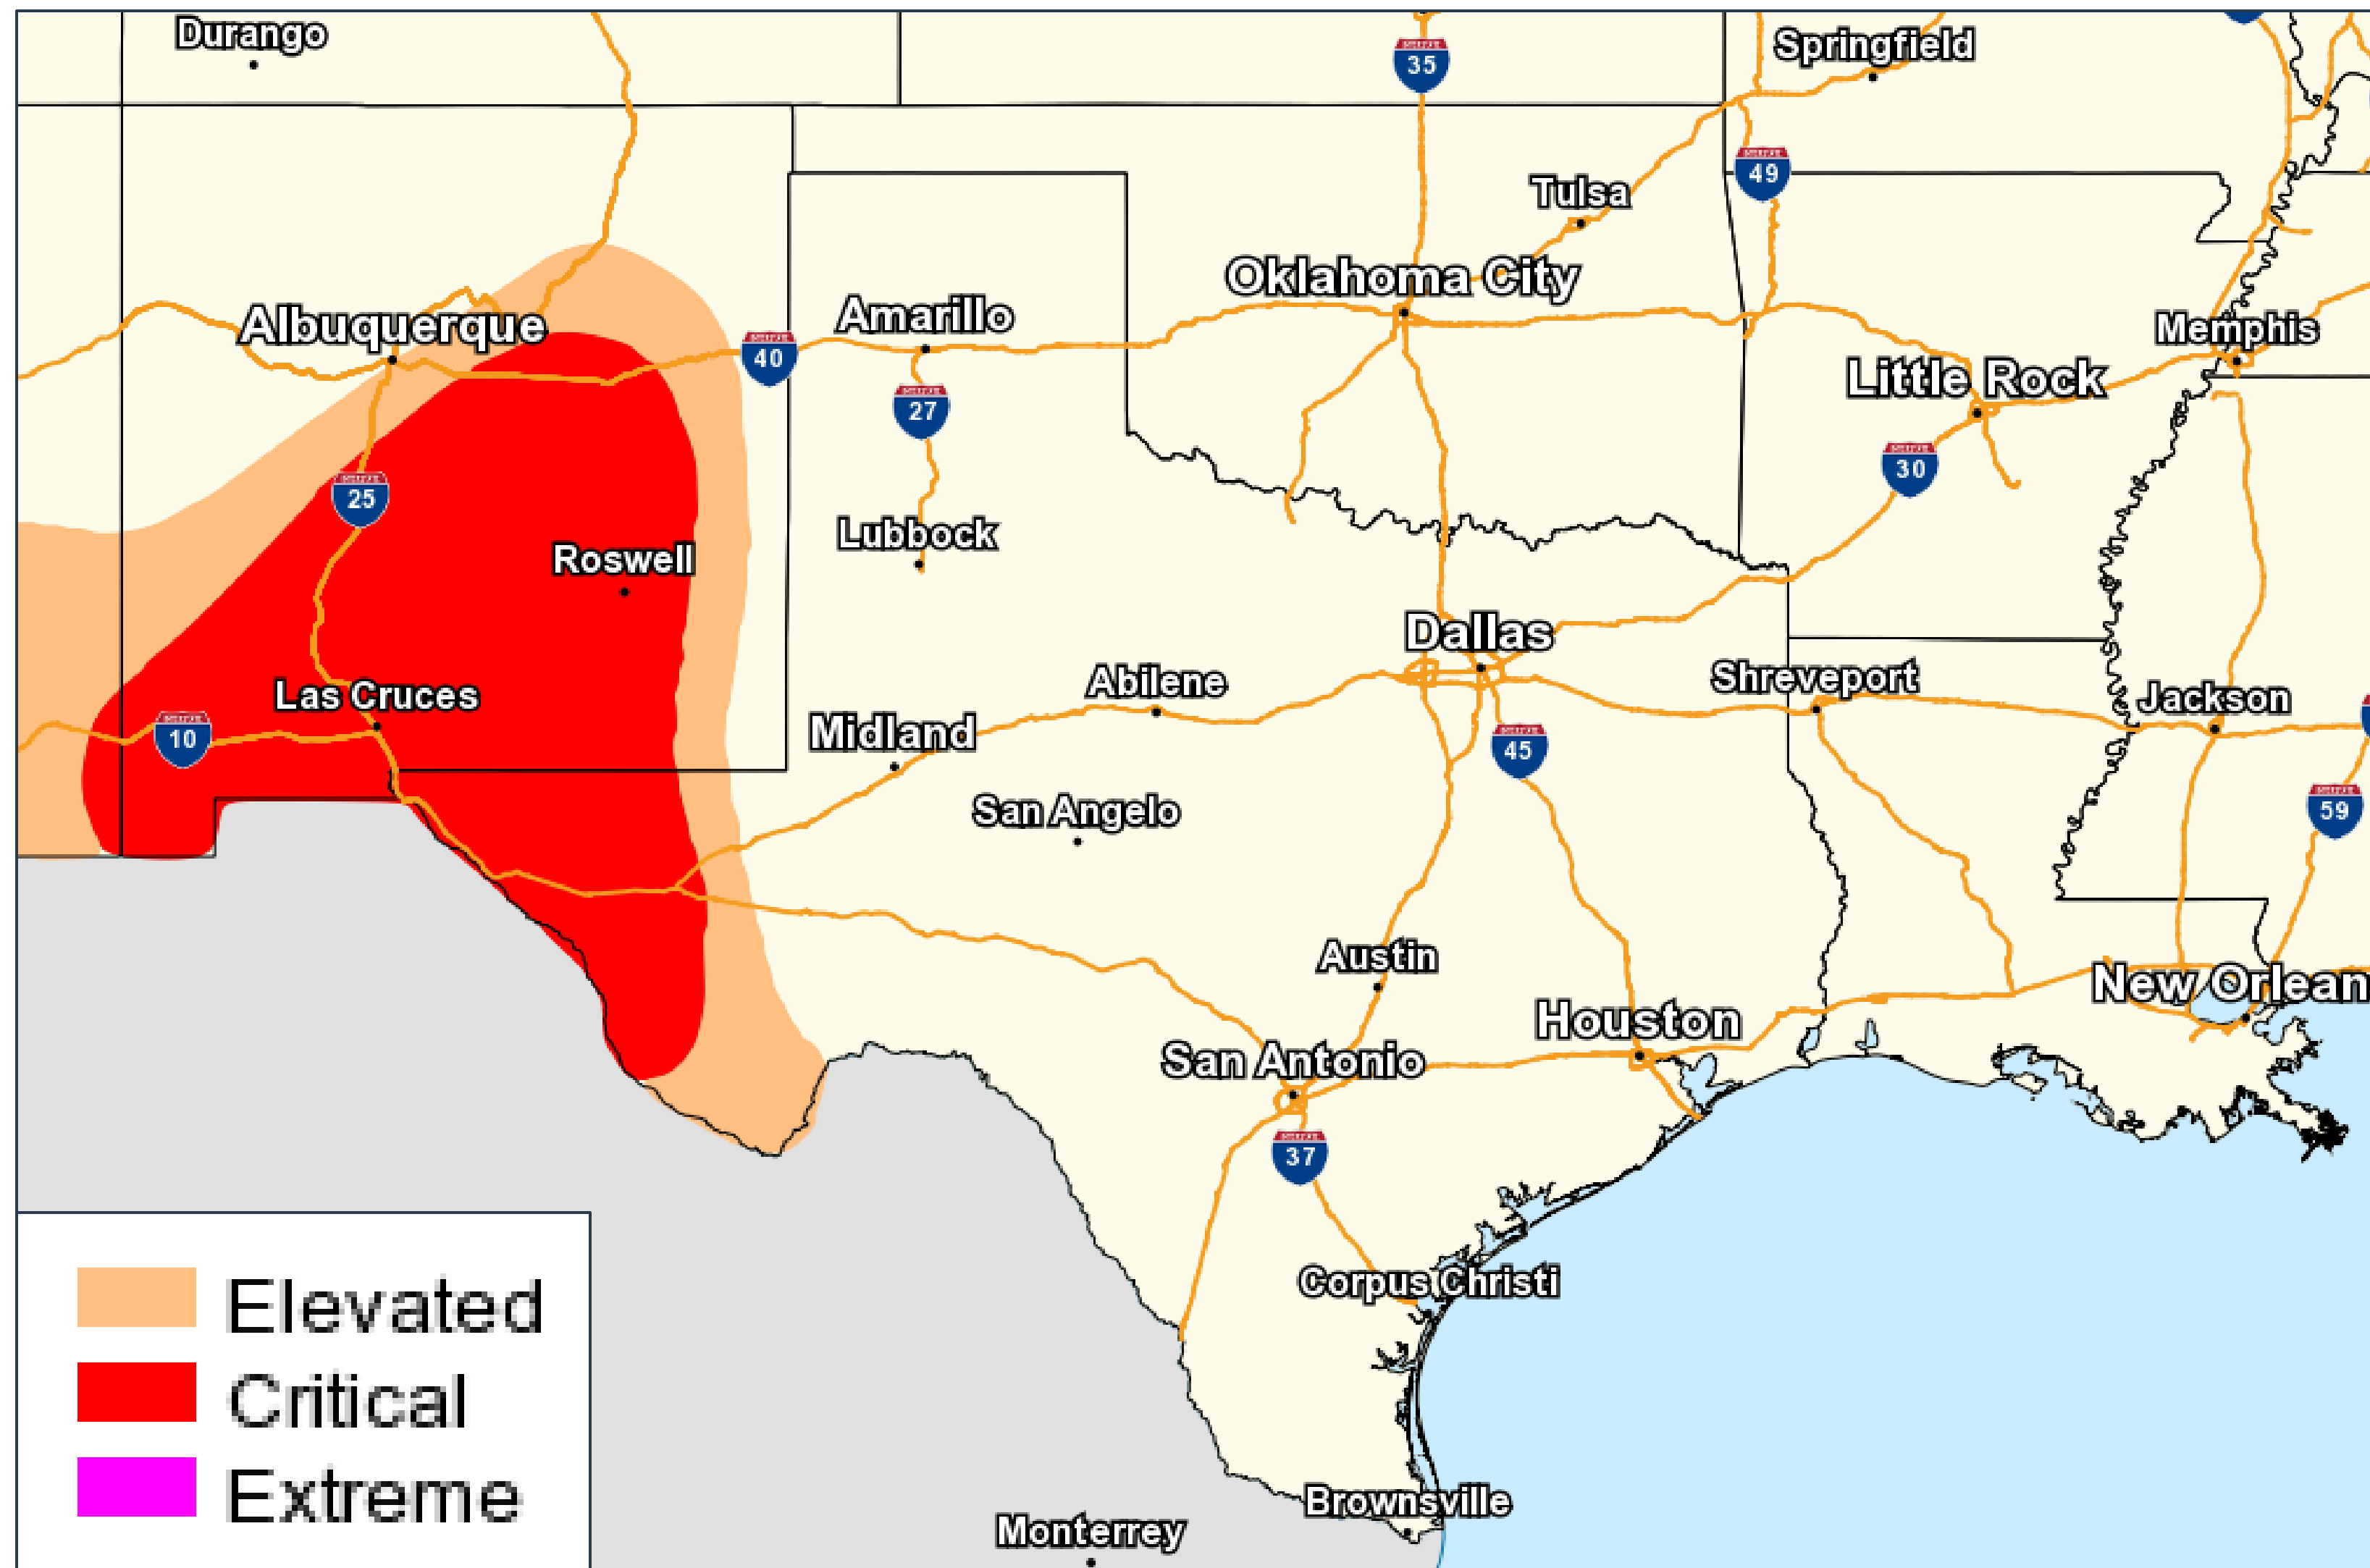 Durango
Springfield
35
49
Tulsa
Oklahoma City
Albuquerque
Amarillo
40
Memphis
Little Rock
27
30
25
Lubbock
Roswell
Dallas
Abilene
Shreveport
Las Cruces
Jackson
10
Midland
45
San Angelo
59
Austin
New Orlean
Houston
San Antonio
37
Corpus Christi
Elevated
Critical
Extreme
Brownsville
Monterrey